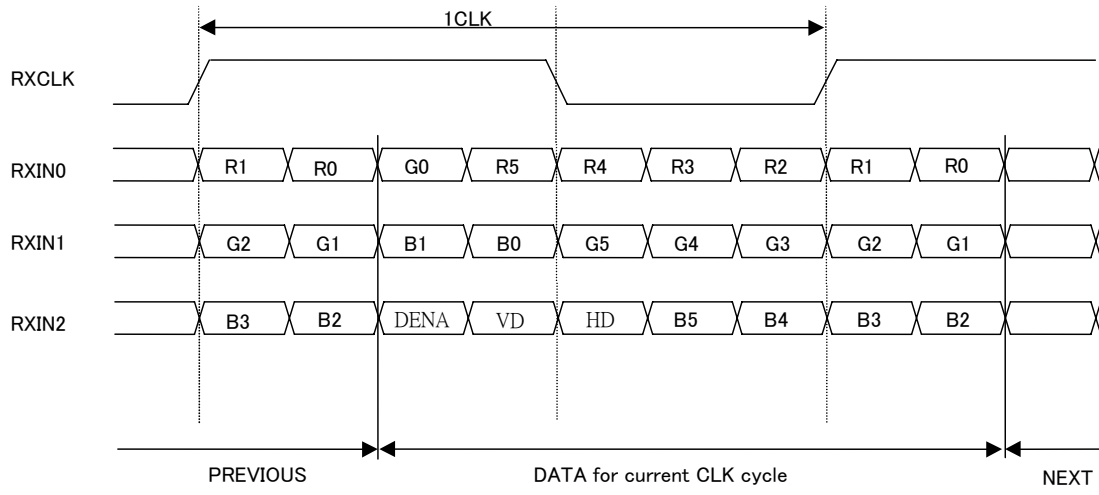 1CLK
RXCLK
RXIN0 R1 R0 G0 R5 R4 R3 R2 R1 R0
RXIN1 G2 G1 B1 B0 G5 G4 G3 G2 G1
RXIN2 B3 B2 DENA VD HD B5 B4 B3 B2
PREVIOUS DATA for current CLK cycle NEXT